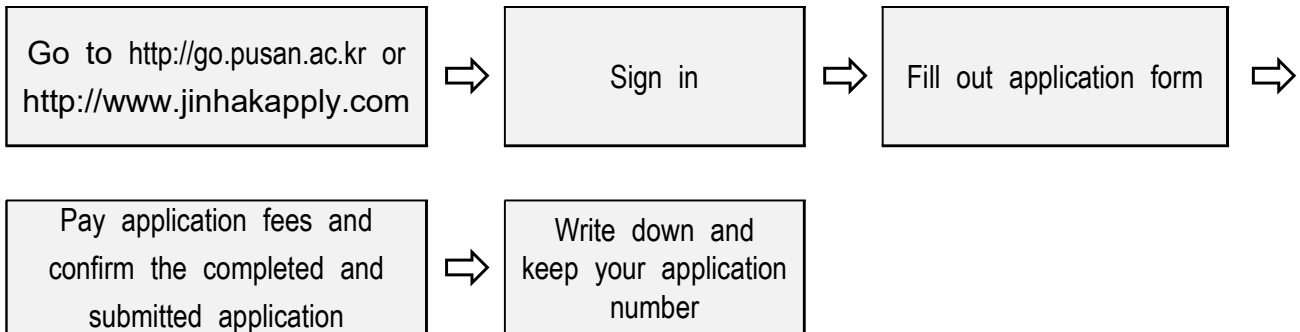 Go to http://go.pusan.ac.kr or
http://www.jinhakapply.com
Sign in
Fill out application form
Pay application fees and
confirm the completed and
submitted application
Write down and
keep your application
number